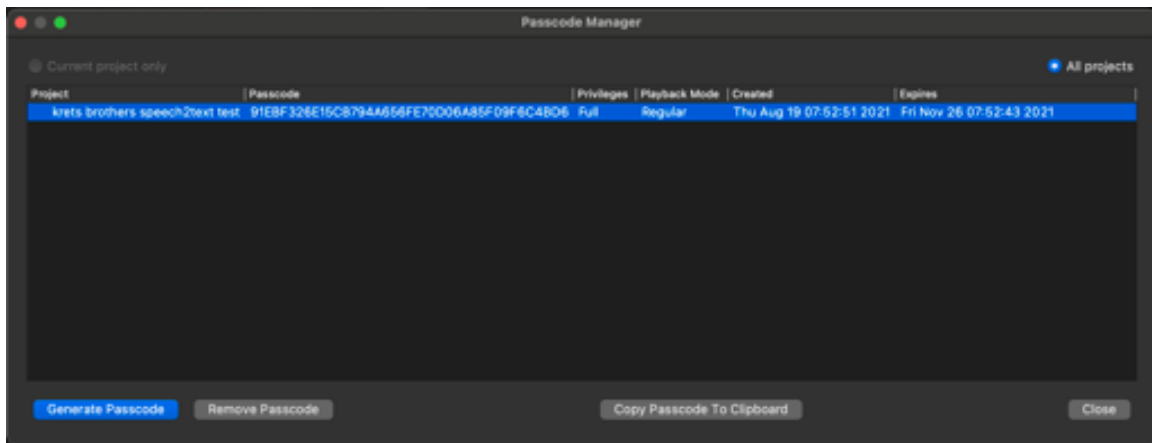 Passcode Manager
Current project only All projects
Project Passcode Privileges Playback Mode Created Expires
krets brothers speech2text test 91EBF326E15CB794A656FE70D06A85F09F6C4BD6 Full Regular Thu Aug 19 07:52:51 2021 Fri Nov 26 07:52:43 2021
Generate Passcode Remove Passcode Copy Passcode To Clipboard Close